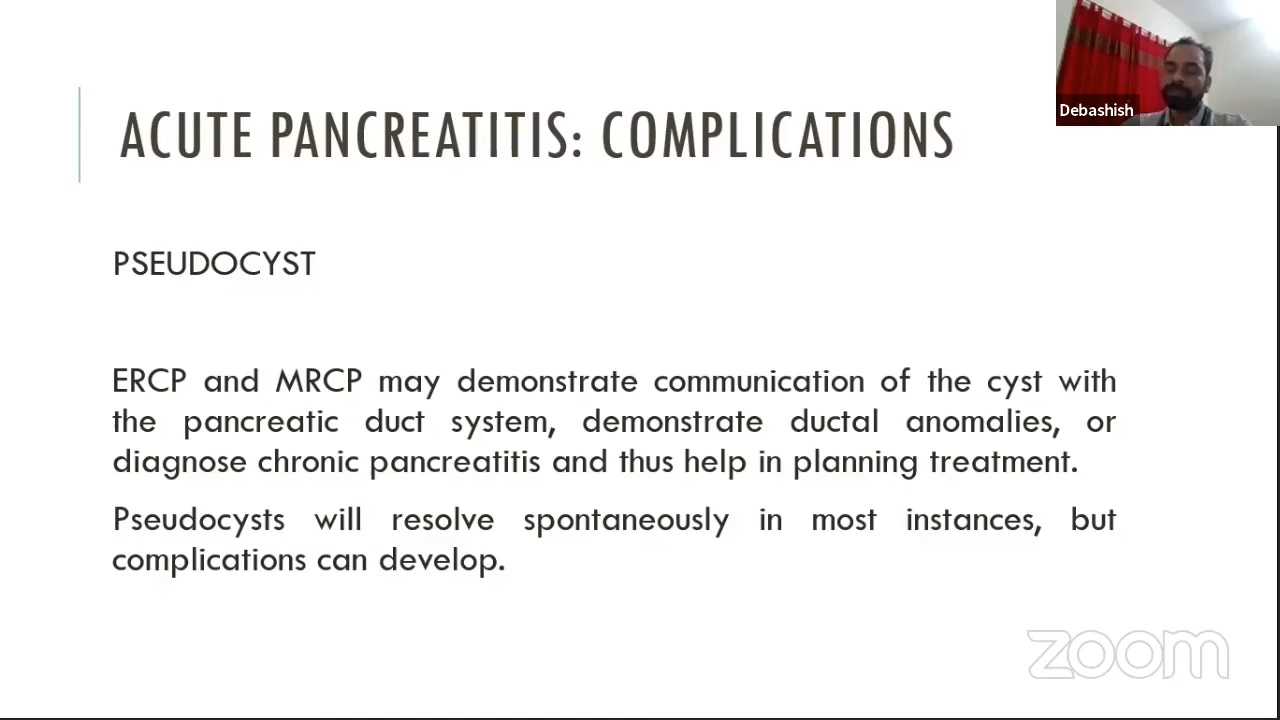 Debashish
ACUTE PANCREATITIS: COMPLICATIONS
PSEUDOCYST
ERCP and MRCP may demonstrate communication of the cyst with
the pancreatic duct system, demonstrate ductal anomalies, or
diagnose chronic pancreatitis and thus help in planning treatment.
Pseudocysts will resolve spontaneously in most instances, but
complications can develop.
zoom